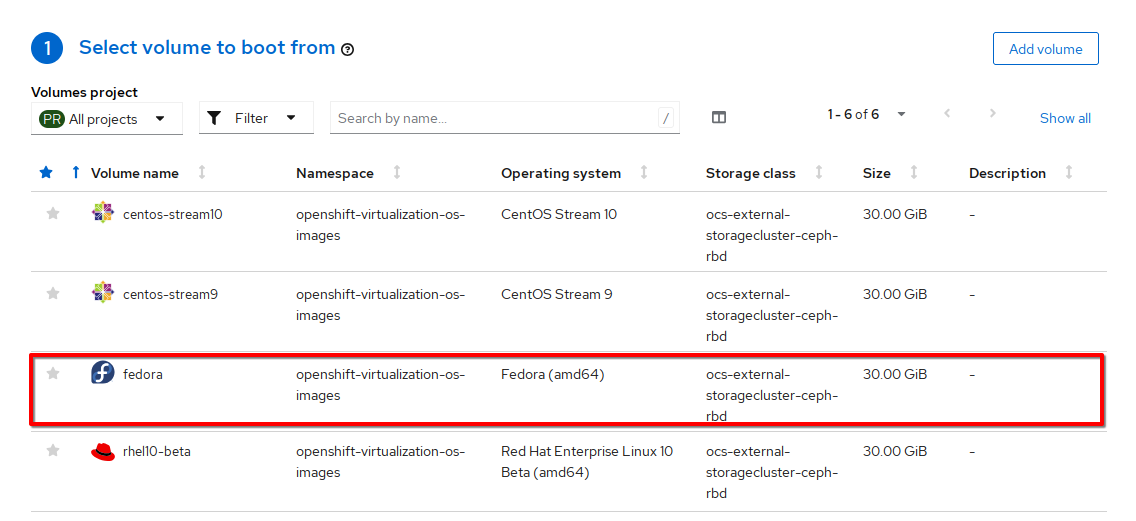 1 Select volume to boot from ?
Add volume
Volumes project
PR All projects
Filter
Search by name...
/
1 - 6 of 6
Show all
Volume name Namespace Operating system Storage class Size Description
centos-stream10 openshift-virtualization-os- CentOS Stream 10 ocs-external- 30.00 GiB -
images storagecluster-ceph-
rbd
centos-stream9 openshift-virtualization-os- CentOS Stream 9 ocs-external- 30.00 GiB -
images storagecluster-ceph-
rbd
fedora openshift-virtualization-os- Fedora (amd64) ocs-external- 30.00 GiB -
images storagecluster-ceph-
rbd
rhel10-beta openshift-virtualization-os- Red Hat Enterprise Linux 10 ocs-external- 30.00 GiB -
images Beta (amd64) storagecluster-ceph-
rbd